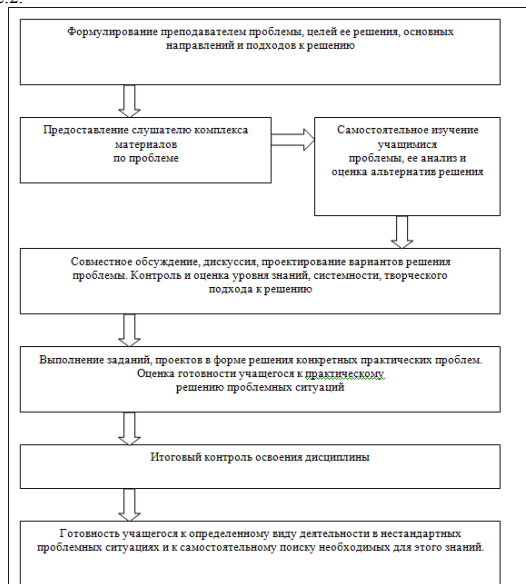 Формулирование преподавателем проблемы, целей ее решения, основных
направлений и подходов к решению
Предоставление слушателю комплекса
материалов
по проблеме
Самостоятельное изучение
учащимися
проблемы, ее анализ и
оценка альтернатив решения
Совместное обсуждение, дискуссия, проектирование вариантов решения
проблемы. Контроль и оценка уровня знаний, системности, творческого
подхода к решению
Выполнение заданий, проектов в форме решения конкретных практических проблем.
Оценка готовности учащегося к практическому
решению проблемных ситуаций
Итоговый контроль освоения дисциплины
Готовность учащегося к определенному виду деятельности в нестандартных
проблемных ситуациях и к самостоятельному поиску необходимых для этого знаний.